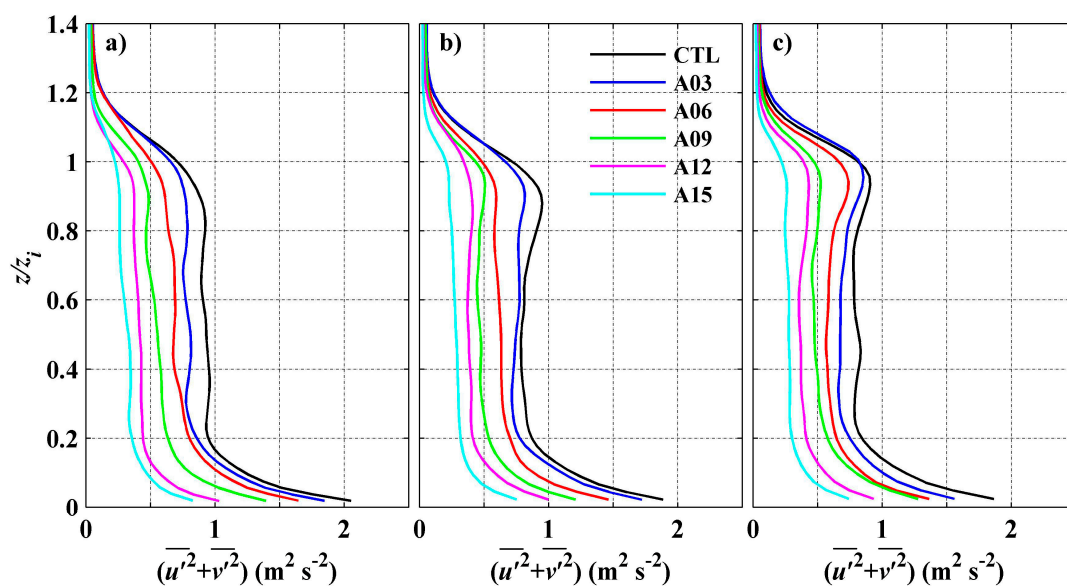 1.4
1.2
1
0.8
0.6
0.4
0.2
0
z/z_i
a)
b)
c)
CTL
A03
A06
A09
A12
A15
0 1 2
0 1 2
0 1 2
(u'²+v'²) (m² s⁻²)
(u'²+v'²) (m² s⁻²)
(u'²+v'²) (m² s⁻²)